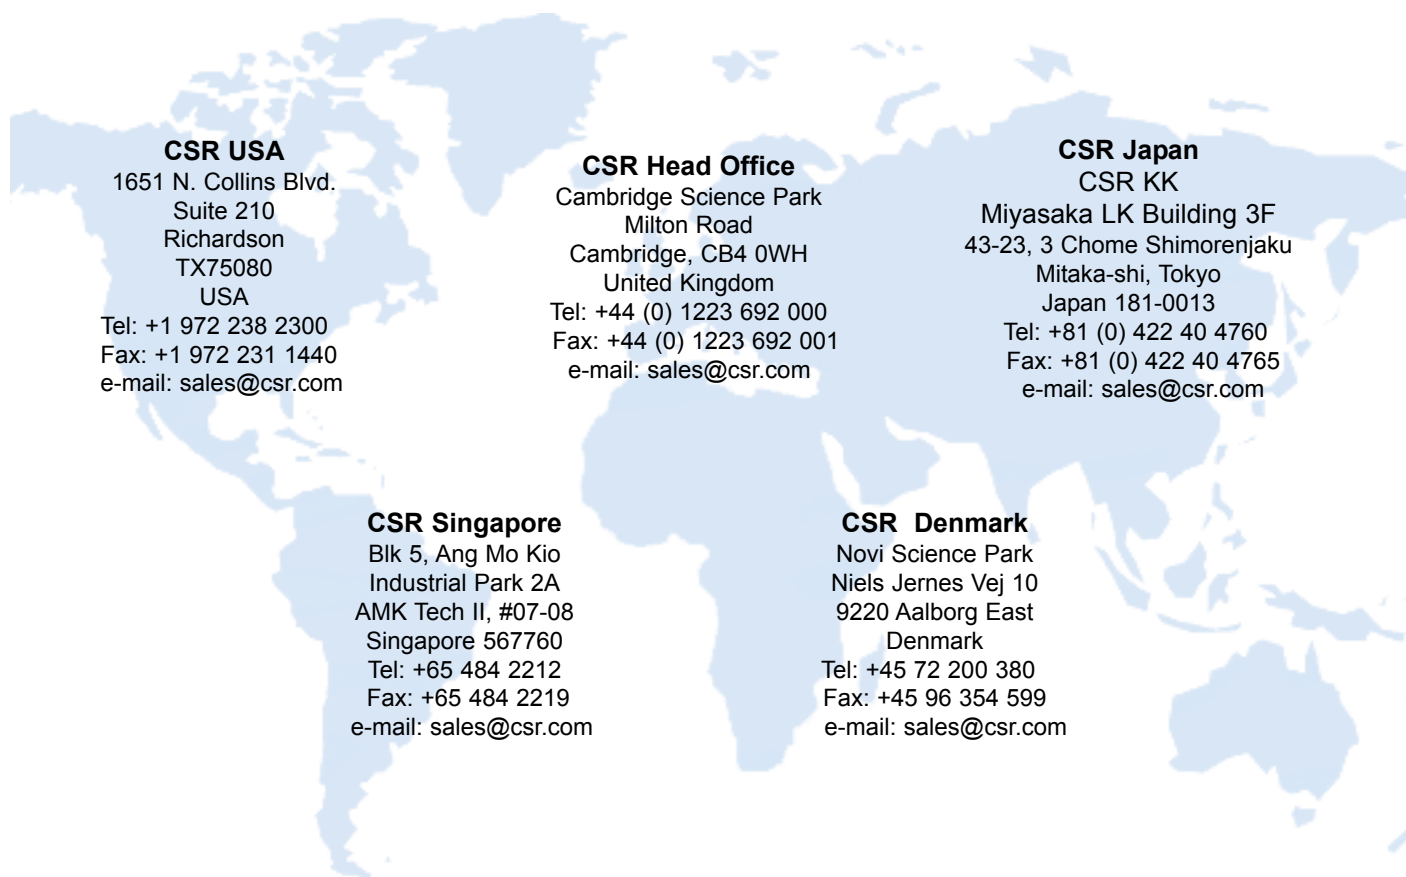 CSR USA
1651 N. Collins Blvd.
Suite 210
Richardson
TX75080
USA
Tel: +1 972 238 2300
Fax: +1 972 231 1440
e-mail: sales@csr.com
CSR Head Office
Cambridge Science Park
Milton Road
Cambridge, CB4 0WH
United Kingdom
Tel: +44 (0) 1223 692 000
Fax: +44 (0) 1223 692 001
e-mail: sales@csr.com
CSR Japan
CSR KK
Miyasaka LK Building 3F
43-23, 3 Chome Shimorenjaku
Mitaka-shi, Tokyo
Japan 181-0013
Tel: +81 (0) 422 40 4760
Fax: +81 (0) 422 40 4765
e-mail: sales@csr.com
CSR Singapore
Blk 5, Ang Mo Kio
Industrial Park 2A
AMK Tech II, #07-08
Singapore 567760
Tel: +65 484 2212
Fax: +65 484 2219
e-mail: sales@csr.com
CSR  Denmark
Novi Science Park
Niels Jernes Vej 10
9220 Aalborg East
Denmark
Tel: +45 72 200 380
Fax: +45 96 354 599
e-mail: sales@csr.com